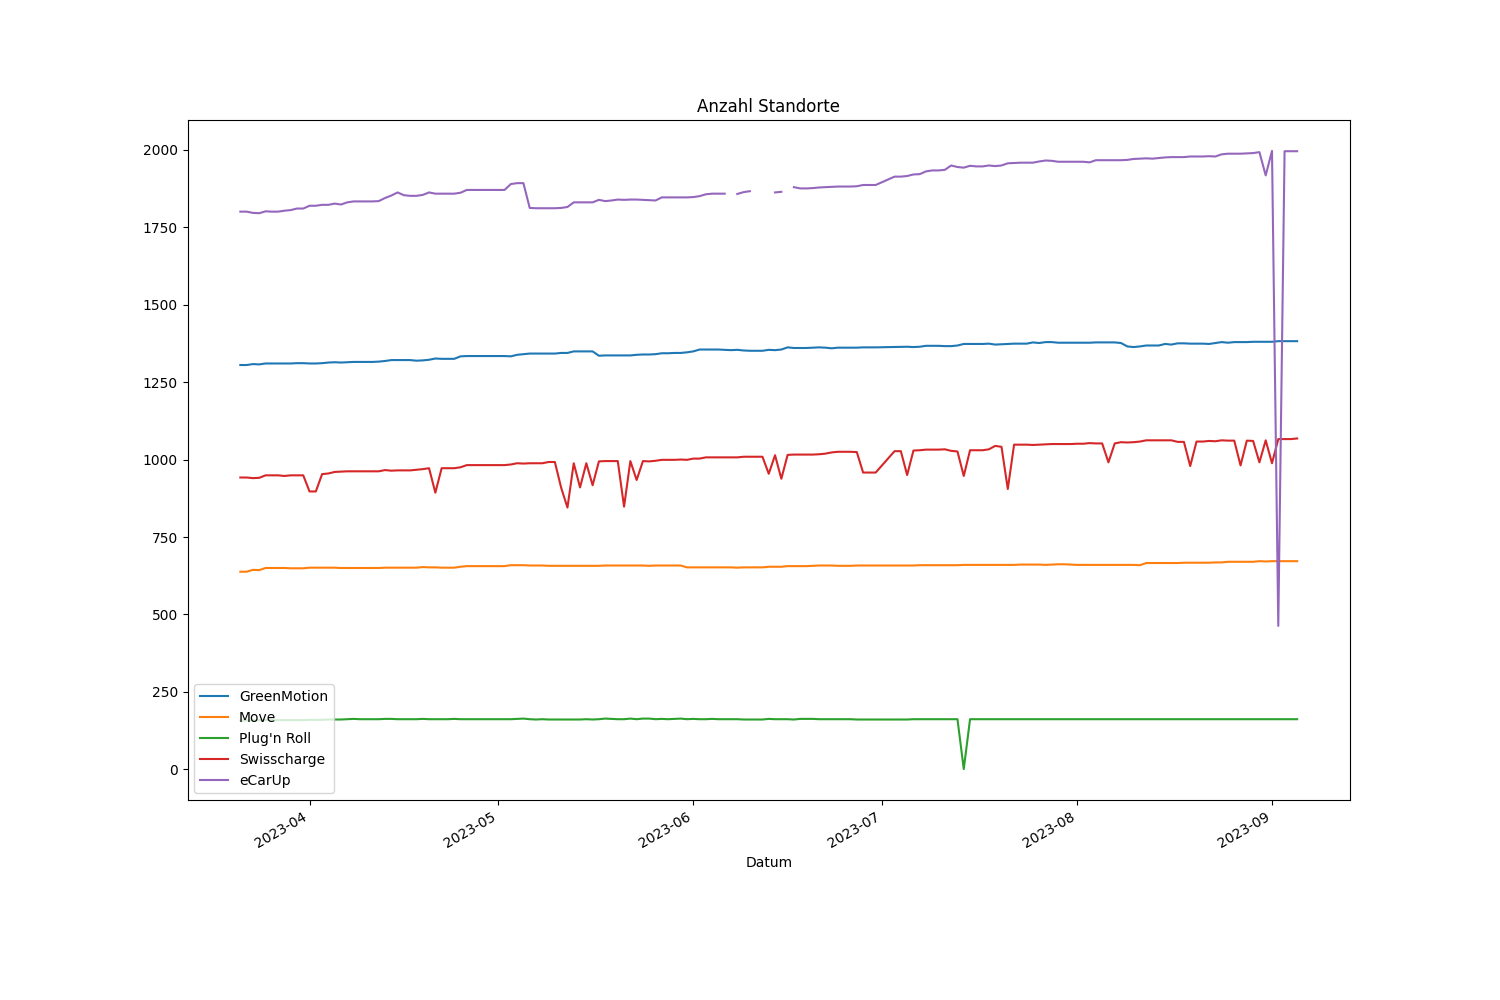 Anzahl Standorte
2000
1750
1500
1250
1000
750
500
250
0
GreenMotion
Move
Plug'n Roll
Swisscharge
eCarUp
2023-04
2023-05
2023-06
2023-07
2023-08
2023-09
Datum